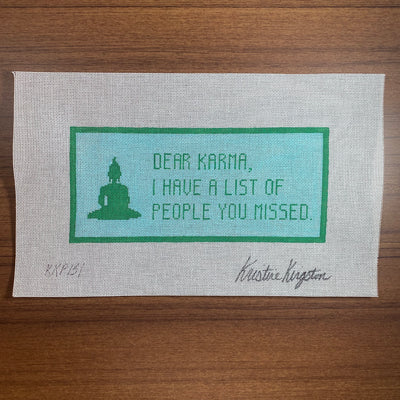 DEAR KARMA,
I HAVE A LIST OF
PEOPLE YOU MISSED.
KKP151
Kristine Kingston